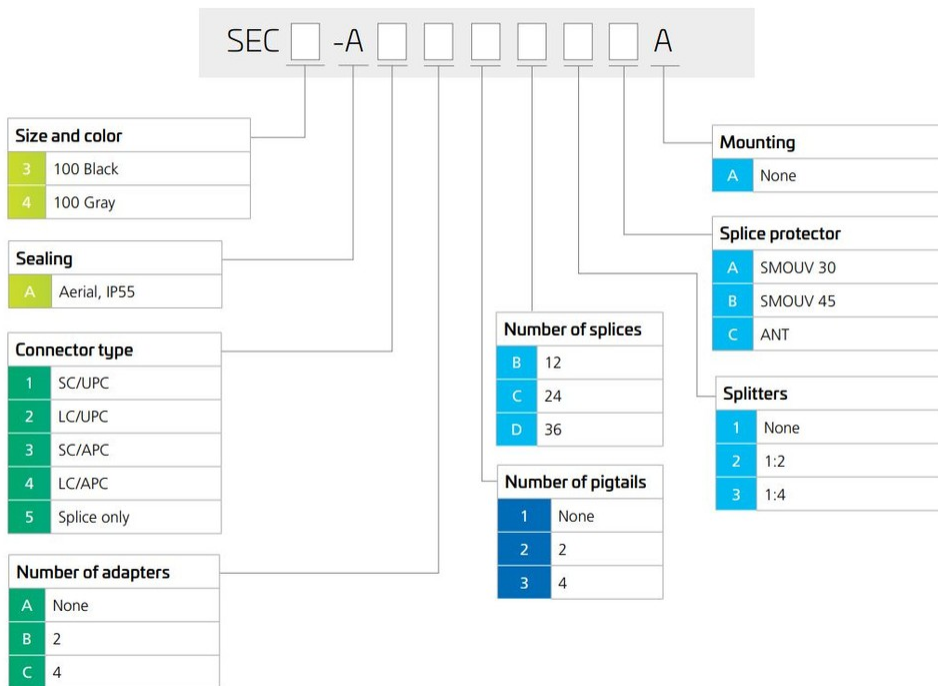 SEC -A A
Size and color
3 100 Black
4 100 Gray
Sealing
A Aerial, IP55
Connector type
1 SC/UPC
2 LC/UPC
3 SC/APC
4 LC/APC
5 Splice only
Number of adapters
A None
B 2
C 4
Number of splices
B 12
C 24
D 36
Number of pigtails
1 None
2 2
3 4
Mounting
A None
Splice protector
A SMOUV 30
B SMOUV 45
C ANT
Splitters
1 None
2 1:2
3 1:4